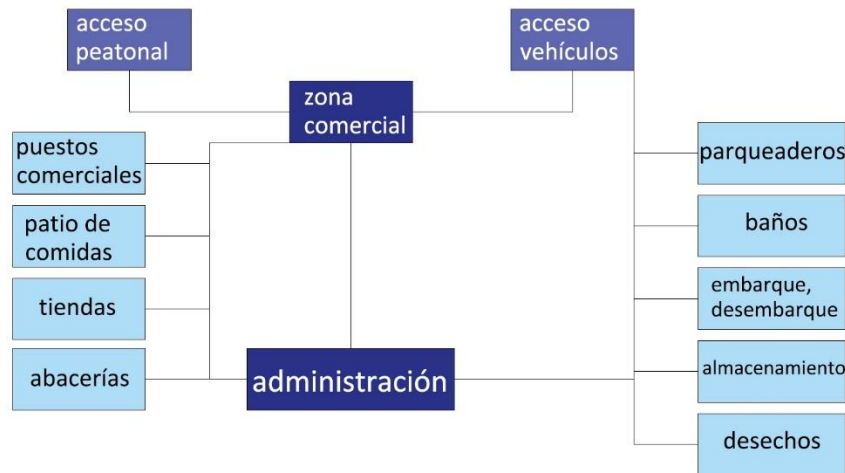 acceso
peatonal
acceso
vehículos
zona
comercial
puestos
comerciales
patio de
comidas
tiendas
abacerías
administración
parqueaderos
baños
embarque,
desembarque
almacenamiento
desechos